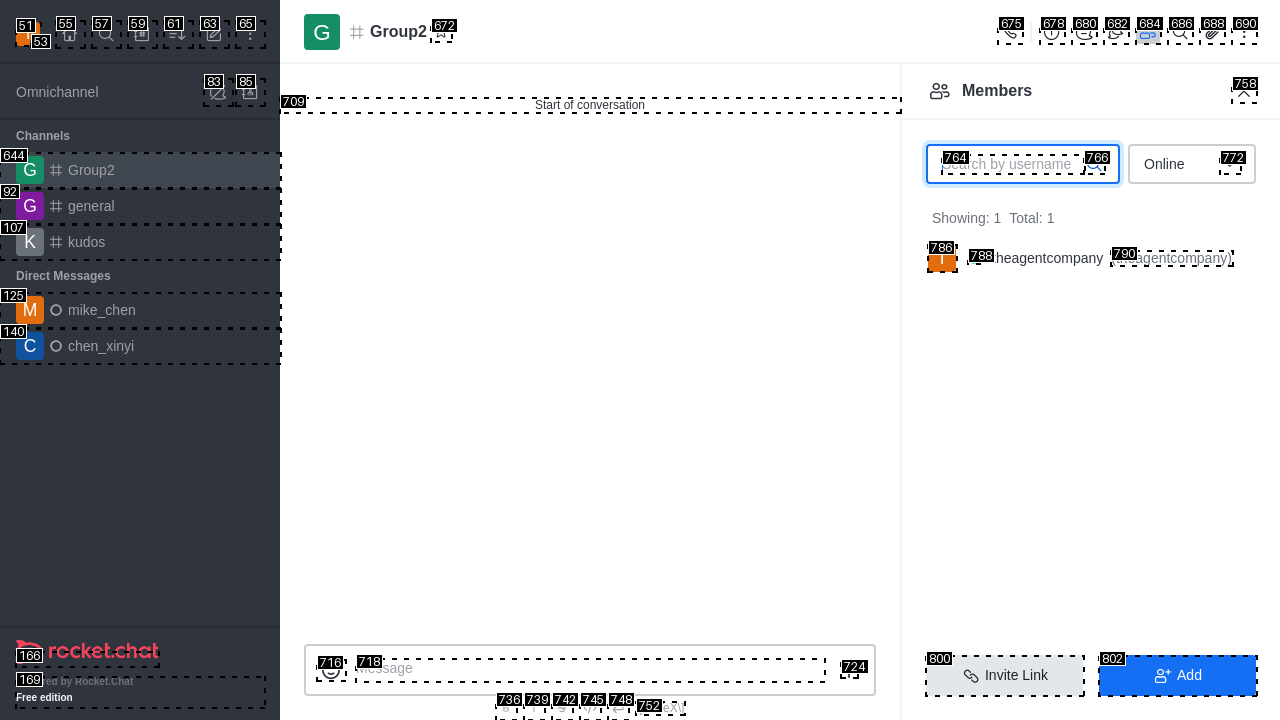 51
53
55
57
59
61
63
65
G
Group2
672
675
678
680
682
684
686
688
690
Omnichannel
83
85
709
Start of conversation
Members
758
Channels
644
G
Group2
92
G
general
107
K
kudos
Direct Messages
125
M
mike_chen
140
C
chen_xinyi
764
Search by username
766
Online
772
Showing: 1 Total: 1
786
788
heagentcompany
790
(theagentcompany)
166
rocket.chat
169
ed by Rocket.Chat
Free edition
716
718
Message
724
736
739
742
745
748
752
800
Invite Link
802
Add